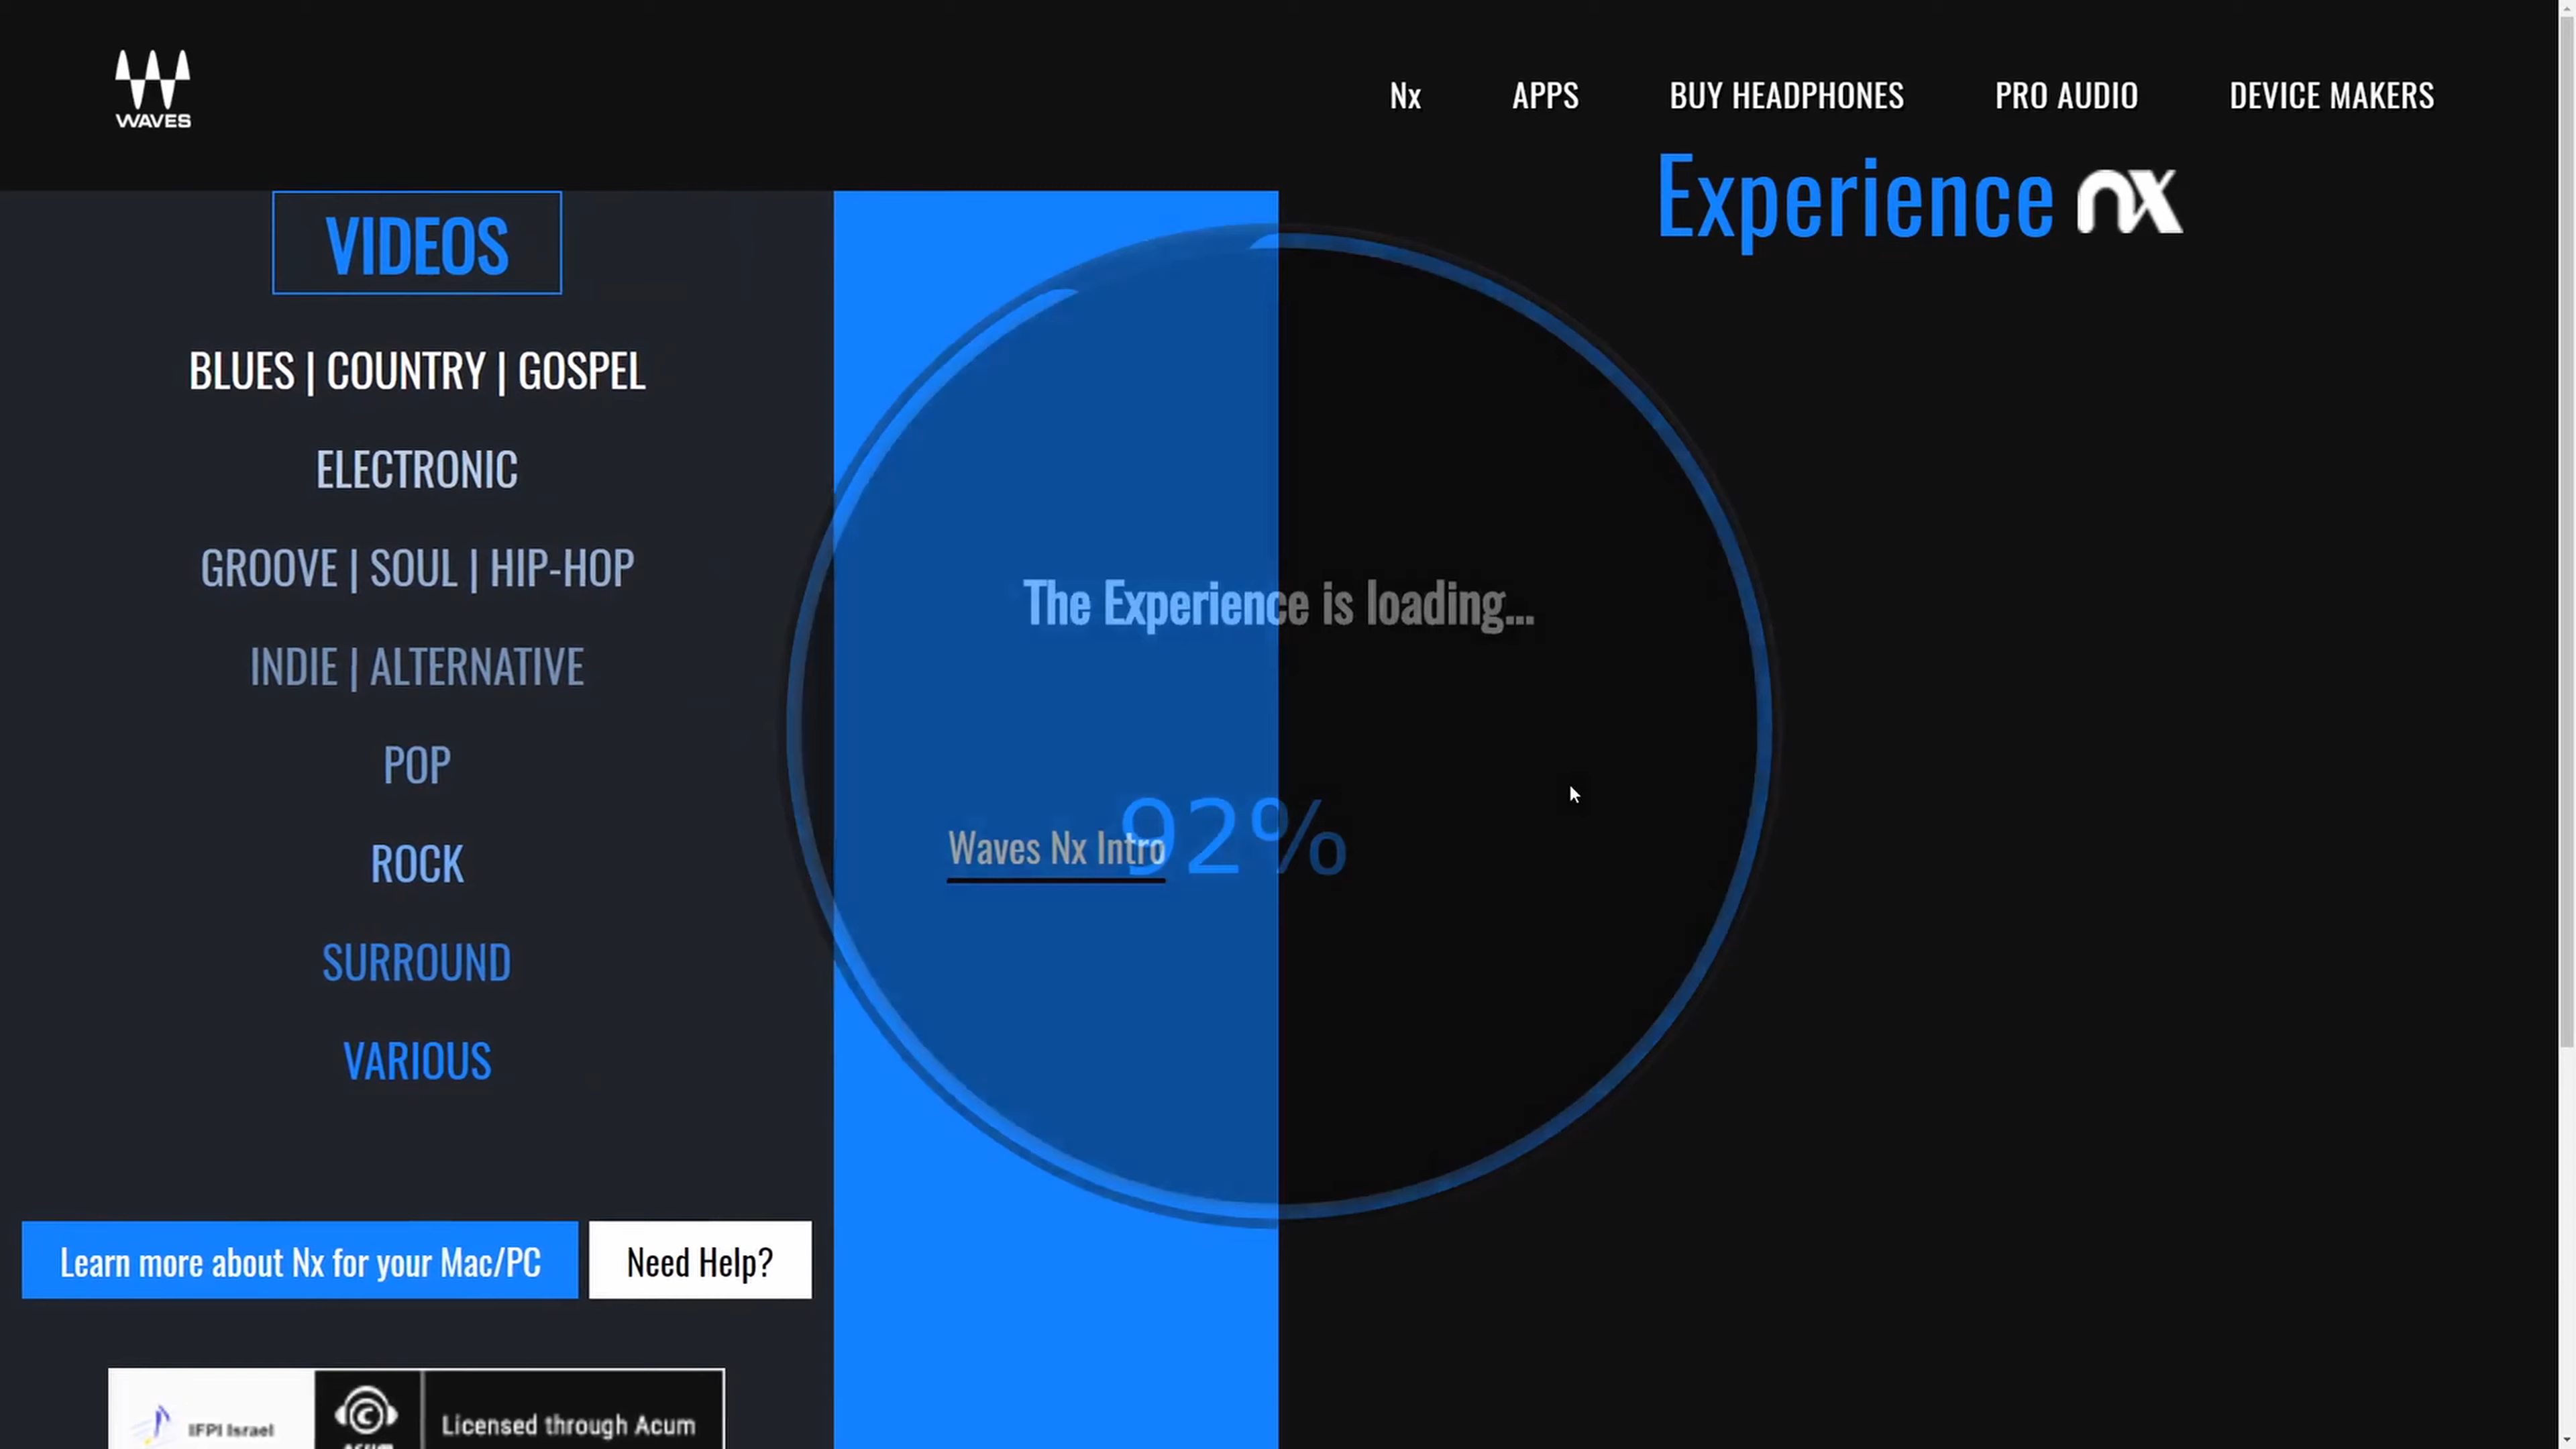 WAVES
Nx
APPS
BUY HEADPHONES
PRO AUDIO
DEVICE MAKERS
Experience nx
VIDEOS
BLUES | COUNTRY | GOSPEL
ELECTRONIC
GROOVE | SOUL | HIP-HOP
INDIE | ALTERNATIVE
POP
ROCK
SURROUND
VARIOUS
The Experience is loading...
92%
Waves Nx Intro
Learn more about Nx for your Mac/PC
Need Help?
IFPI Israel
ACUM
Licensed through Acum